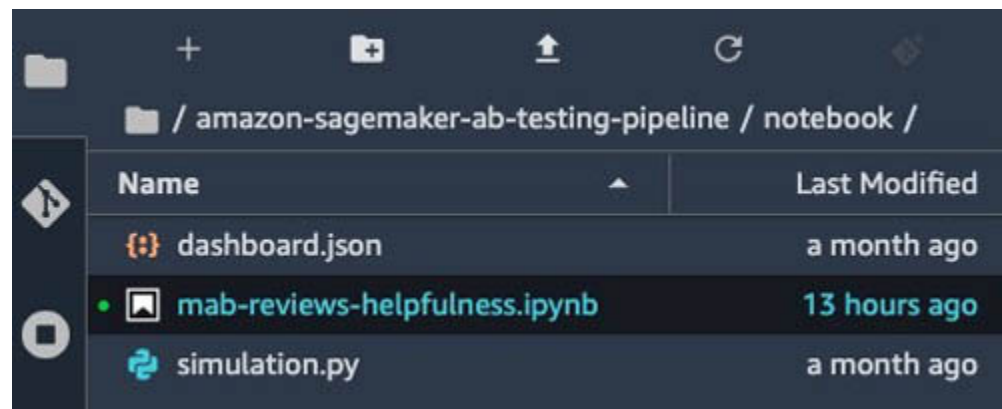 / amazon-sagemaker-ab-testing-pipeline / notebook /
Name Last Modified
dashboard.json a month ago
mab-reviews-helpfulness.ipynb 13 hours ago
simulation.py a month ago